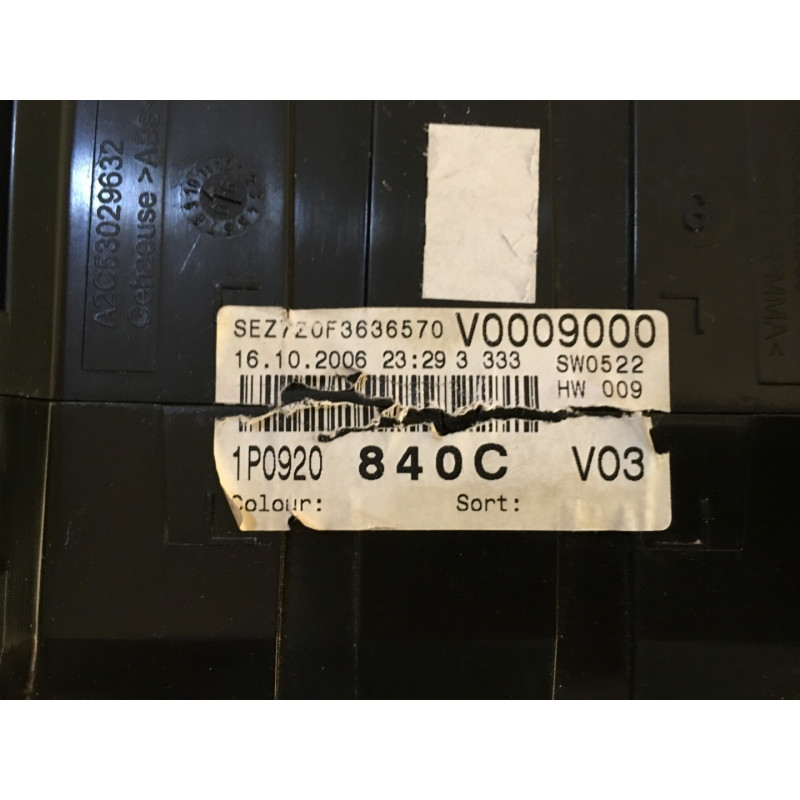 A2C53029632
Gehaeuse >A
SEZ7Z0F3636570 V0009000
16.10.2006 23:29 3 333 SW0522
HW 009
1P0920 840C V03
Colour: Sort:
MMA<